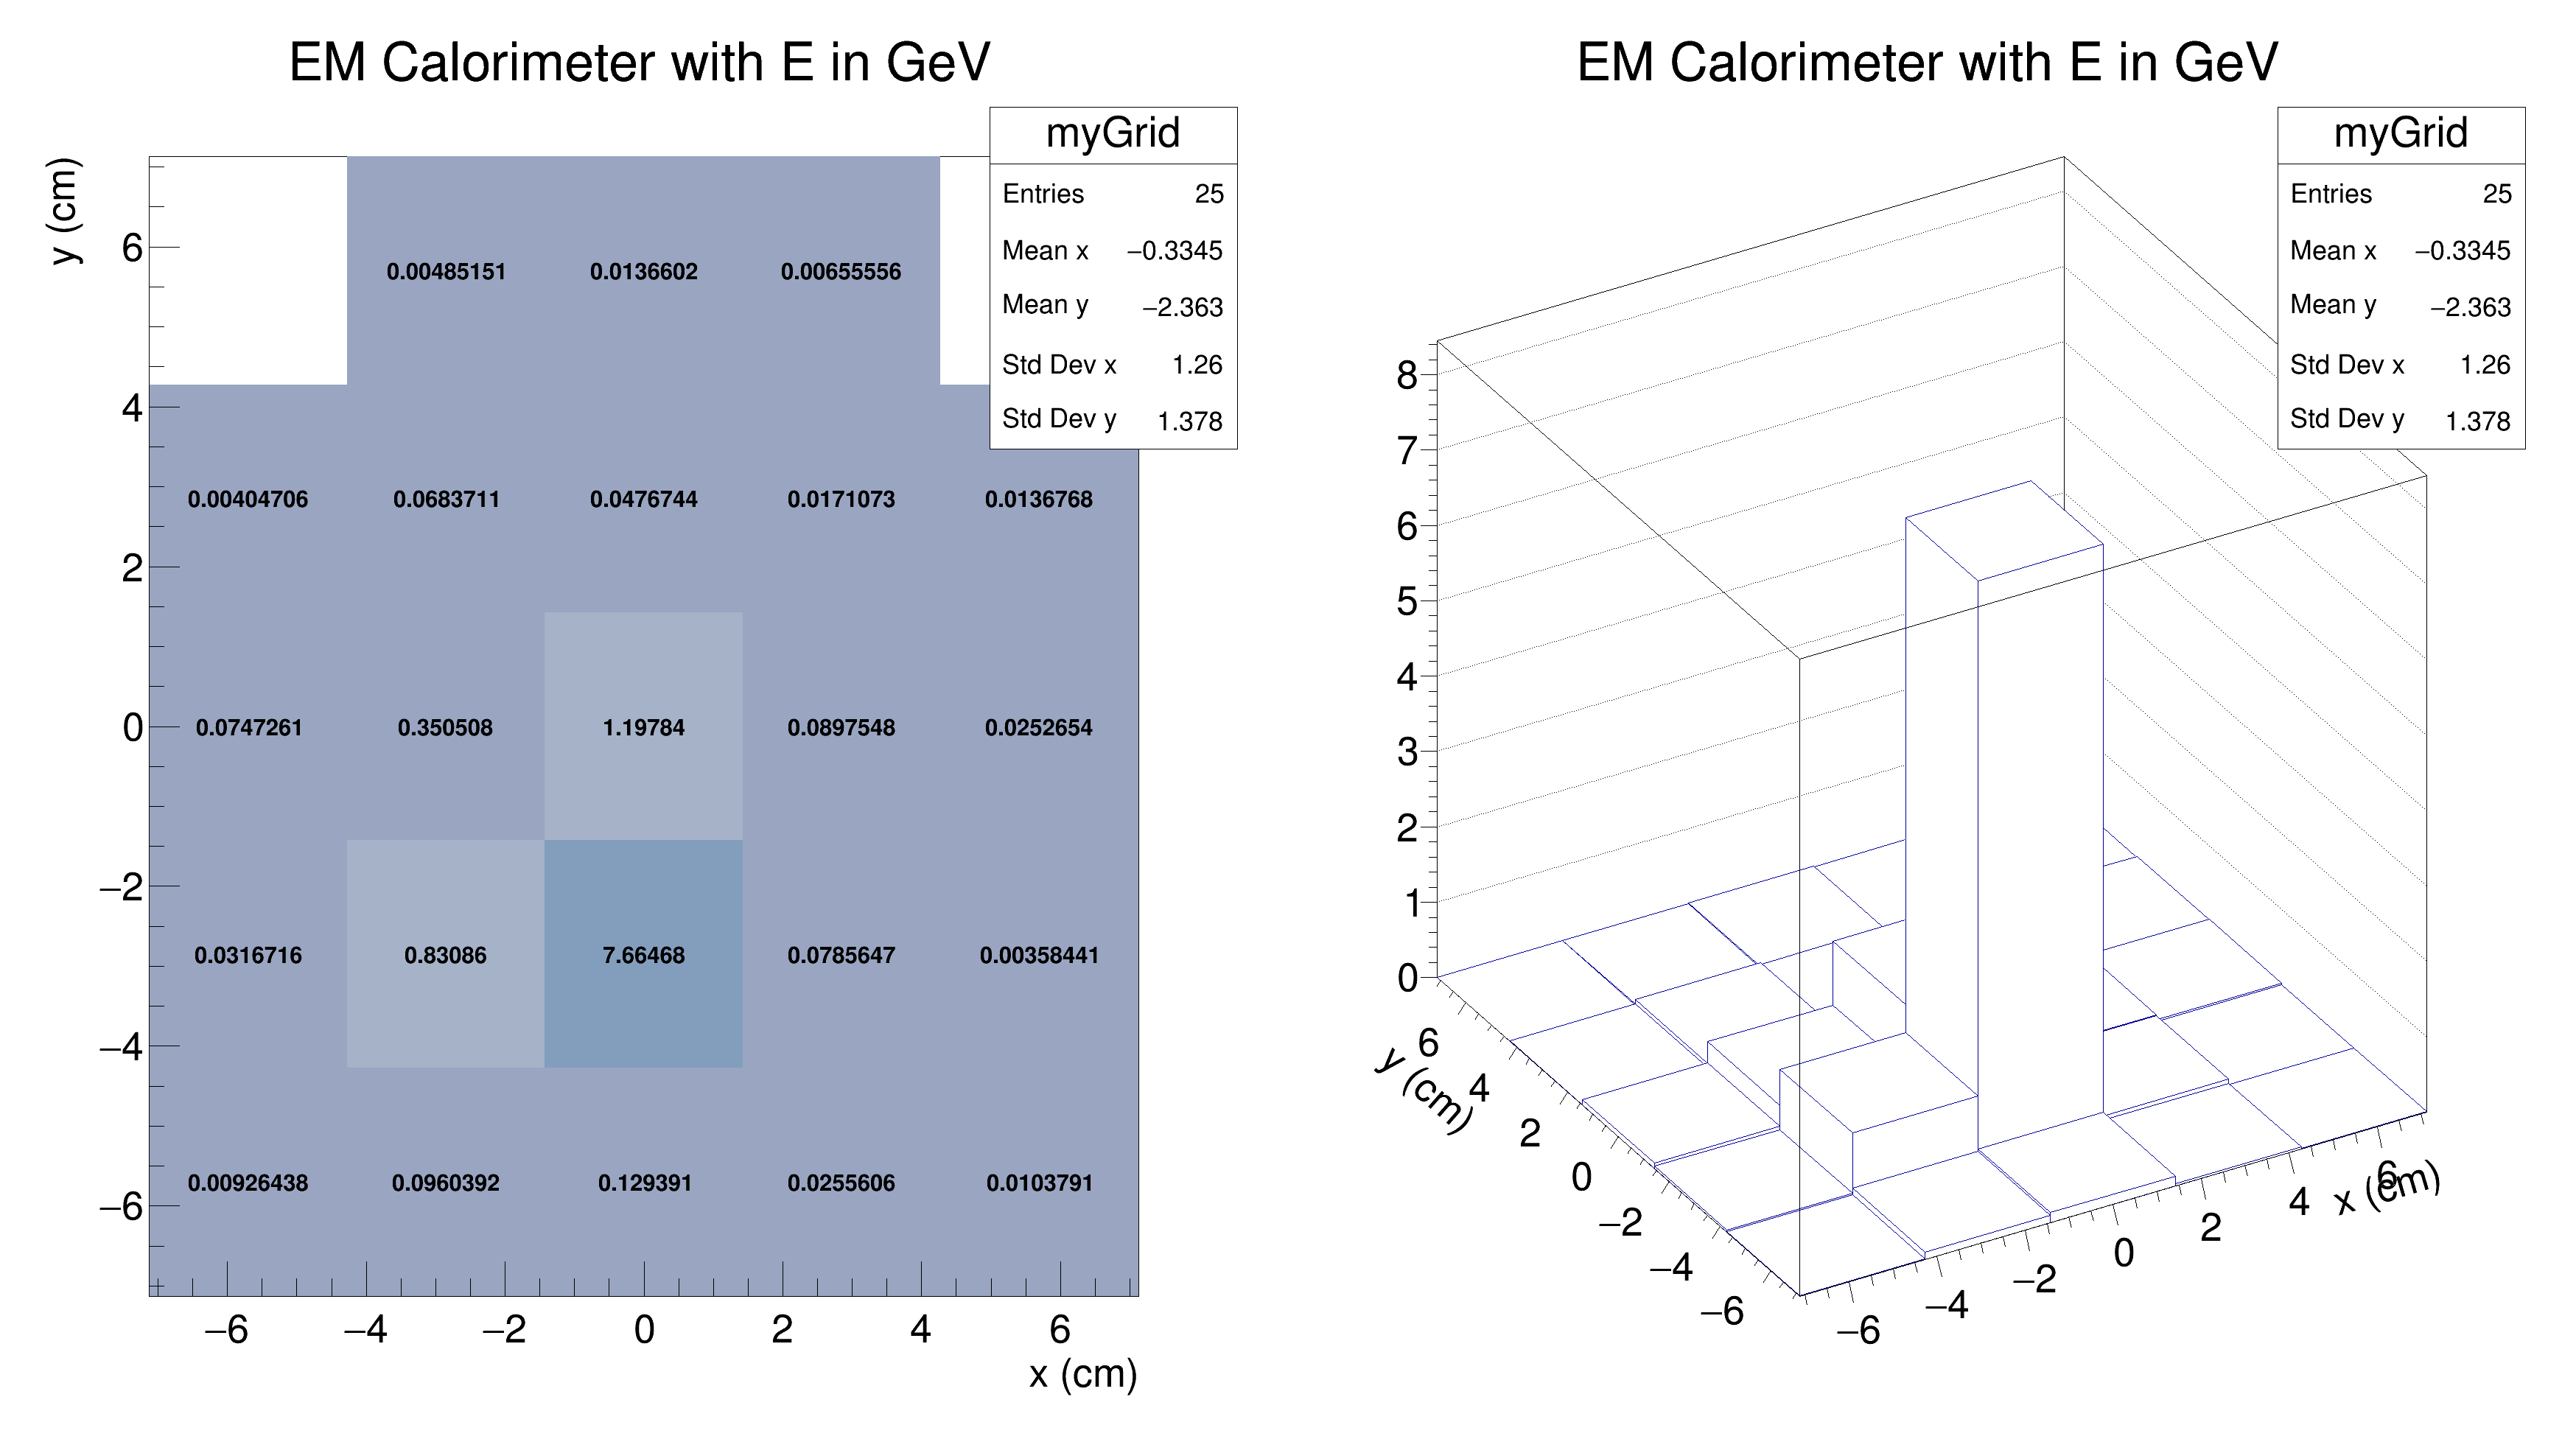 EM Calorimeter with E in GeV
myGrid
Entries 25
Mean x −0.3345
Mean y −2.363
Std Dev x 1.26
Std Dev y 1.378
y (cm)
6
4
2
0
−2
−4
−6
0.00485151 0.0136602 0.00655556
0.00404706 0.0683711 0.0476744 0.0171073 0.0136768
0.0747261 0.350508 1.19784 0.0897548 0.0252654
0.0316716 0.83086 7.66468 0.0785647 0.00358441
0.00926438 0.0960392 0.129391 0.0255606 0.0103791
−6 −4 −2 0 2 4 6
x (cm)
EM Calorimeter with E in GeV
myGrid
Entries 25
Mean x −0.3345
Mean y −2.363
Std Dev x 1.26
Std Dev y 1.378
8
7
6
5
4
3
2
1
0
y (cm)
6
4
2
0
−2
−4
−6
−6
−4
−2
0
2
4
6
x (cm)